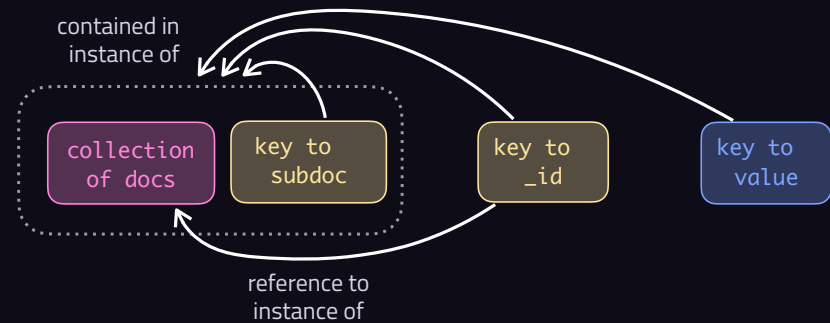 contained in
instance of
collection
of docs
key to
subdoc
key to
_id
key to
value
reference to
instance of